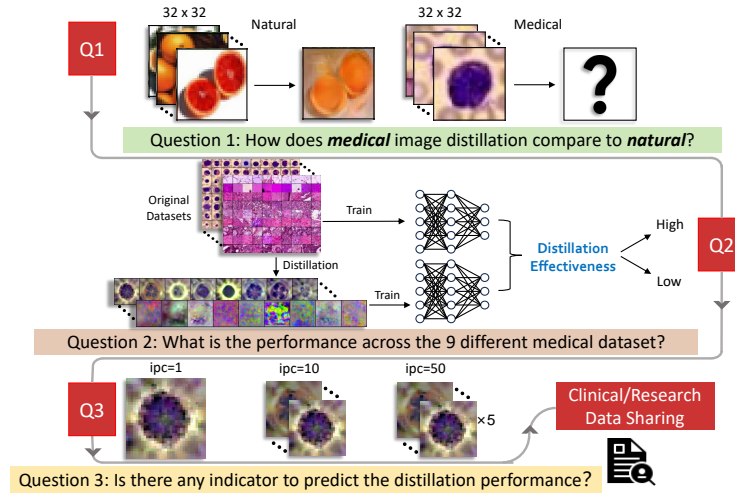 32 x 32
Natural
32 x 32
Medical
Q1
?
Question 1: How does medical image distillation compare to natural?
Original
Datasets
Train
High
Q2
Distillation
Effectiveness
Low
Distillation
Train
Question 2: What is the performance across the 9 different medical dataset?
ipc=1
ipc=10
ipc=50
Q3
×5
Clinical/Research
Data Sharing
Question 3: Is there any indicator to predict the distillation performance?